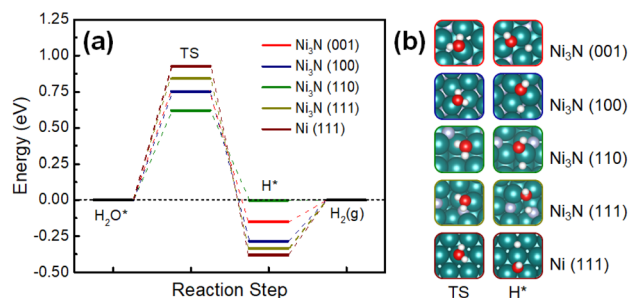 (a)
1.25
1.00
0.75
0.50
0.25
0.00
-0.25
-0.50
Energy (eV)
TS
Ni₃N (001)
Ni₃N (100)
Ni₃N (110)
Ni₃N (111)
Ni (111)
H*
H₂O*
H₂(g)
Reaction Step
(b)
Ni₃N (001)
Ni₃N (100)
Ni₃N (110)
Ni₃N (111)
Ni (111)
TS H*